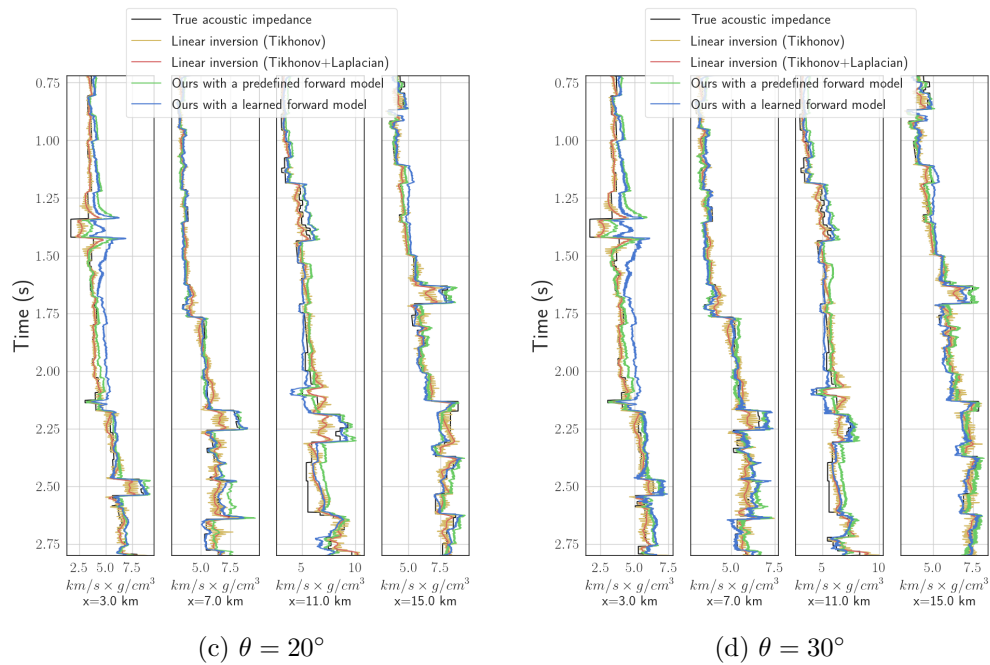 True acoustic impedance
Linear inversion (Tikhonov)
Linear inversion (Tikhonov+Laplacian)
Ours with a predefined forward model
Ours with a learned forward model
Time (s)
0.75
1.00
1.25
1.50
1.75
2.00
2.25
2.50
2.75
2.5 5.0
5.0
5 10
5.0
km/s × g/cm³ km/s × g/cm³ km/s × g/cm³ km/s × g/cm³
x=3.0 km x=7.0 km x=11.0 km x=15.0 km
(c) θ = 20°
True acoustic impedance
Linear inversion (Tikhonov)
Linear inversion (Tikhonov+Laplacian)
Ours with a predefined forward model
Ours with a learned forward model
Time (s)
0.75
1.00
1.25
1.50
1.75
2.00
2.25
2.50
2.75
2.5 5.0 7.5
5.0 7.5
5 10
5.0 7.5
km/s × g/cm³ km/s × g/cm³ km/s × g/cm³ km/s × g/cm³
x=3.0 km x=7.0 km x=11.0 km x=15.0 km
(d) θ = 30°